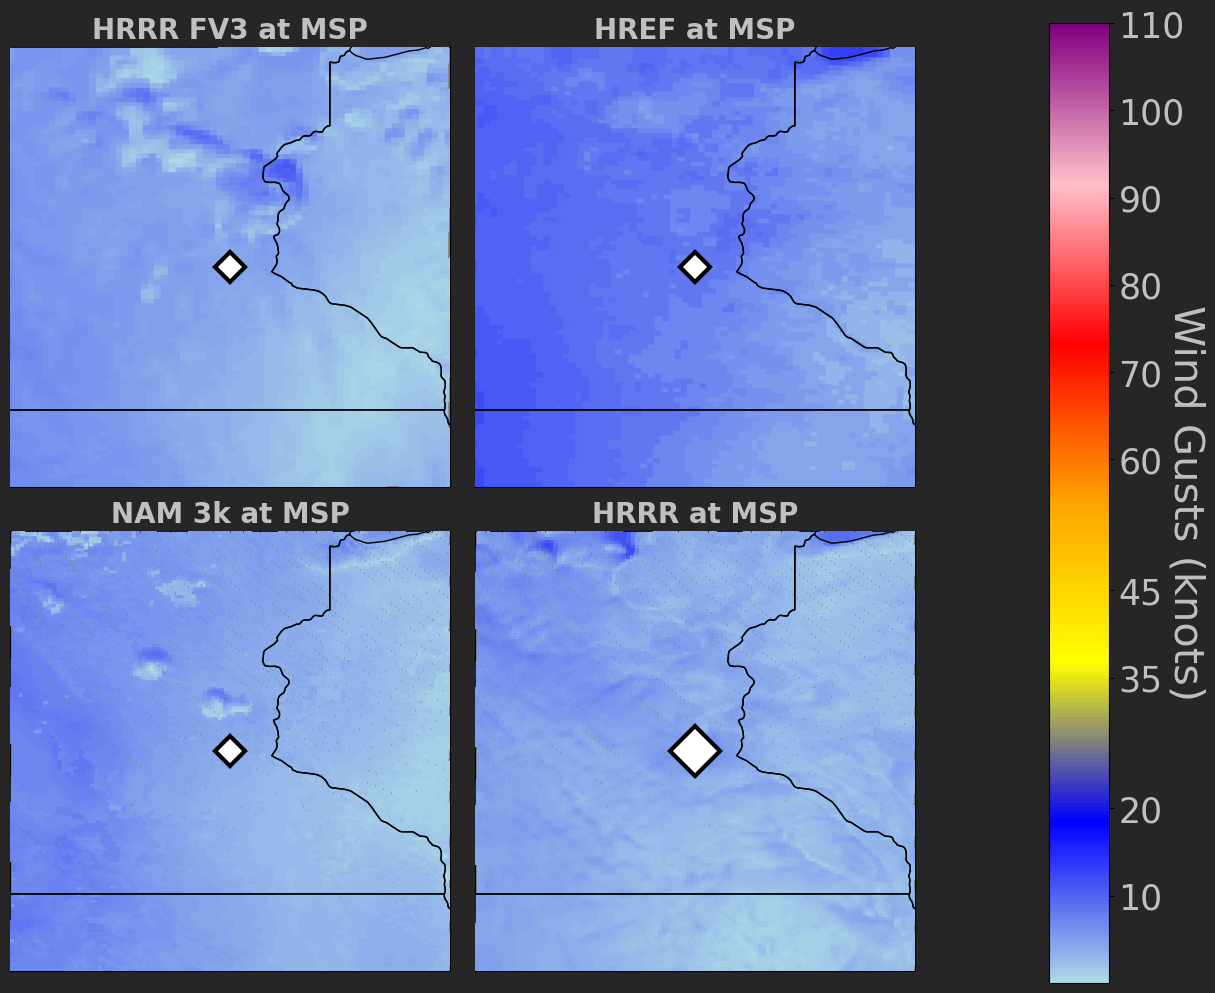 HRRR FV3 at MSP
HREF at MSP
NAM 3k at MSP
HRRR at MSP
110
100
90
80
70
60
45
35
20
10
Wind Gusts (knots)